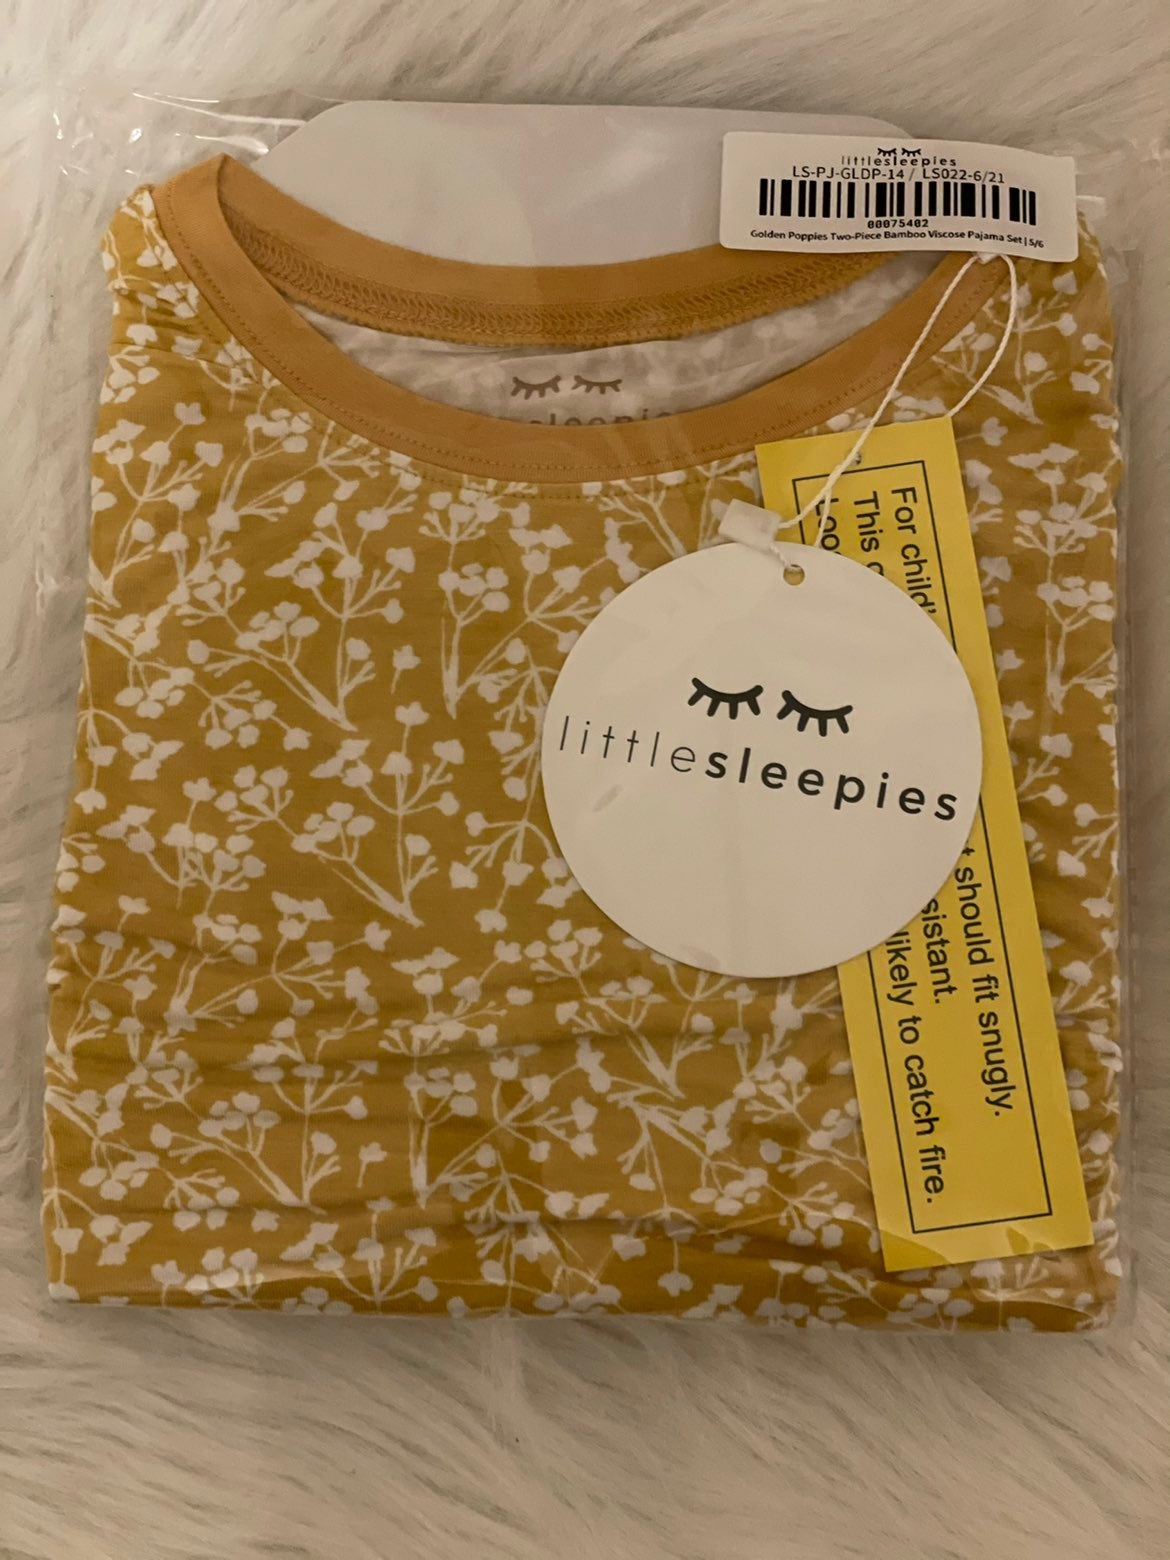 littlesleepies
LS-PJ-GLDP-14 / LS022-6/21
00075402
Golden Poppies Two-Piece Bamboo Viscose Pajama Set | 5/6
sleepies
For child'
should fit snugly.
This
likely to catch fire.
littlesleepies